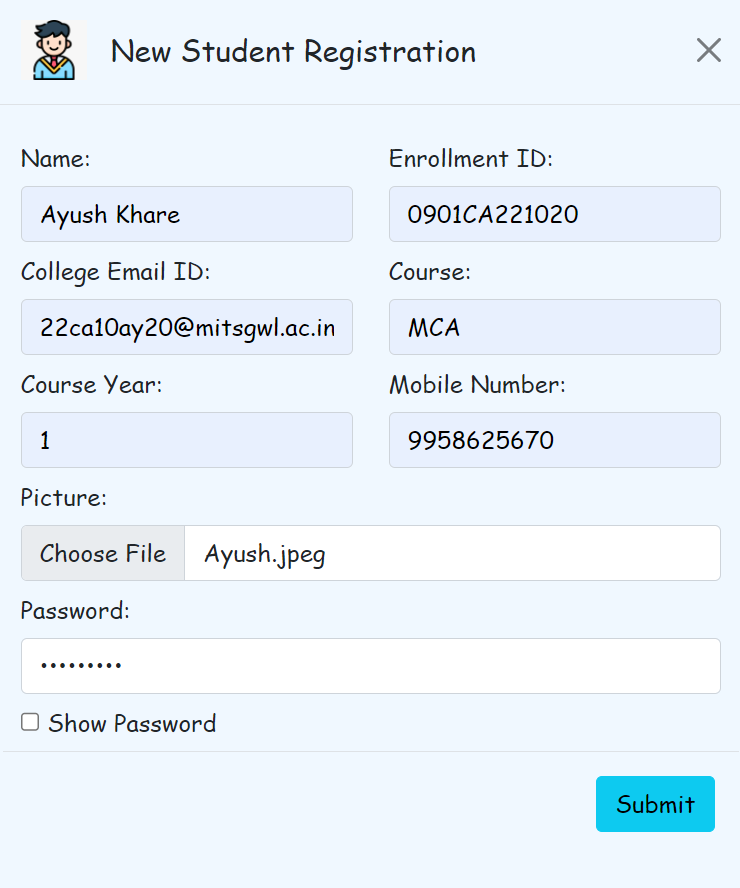 New Student Registration
Name: Enrollment ID:
Ayush Khare 0901CA221020
College Email ID: Course:
22ca10ay20@mitsgwl.ac.in MCA
Course Year: Mobile Number:
1 9958625670
Picture:
Choose File Ayush.jpeg
Password:
•••••••••
Show Password
Submit